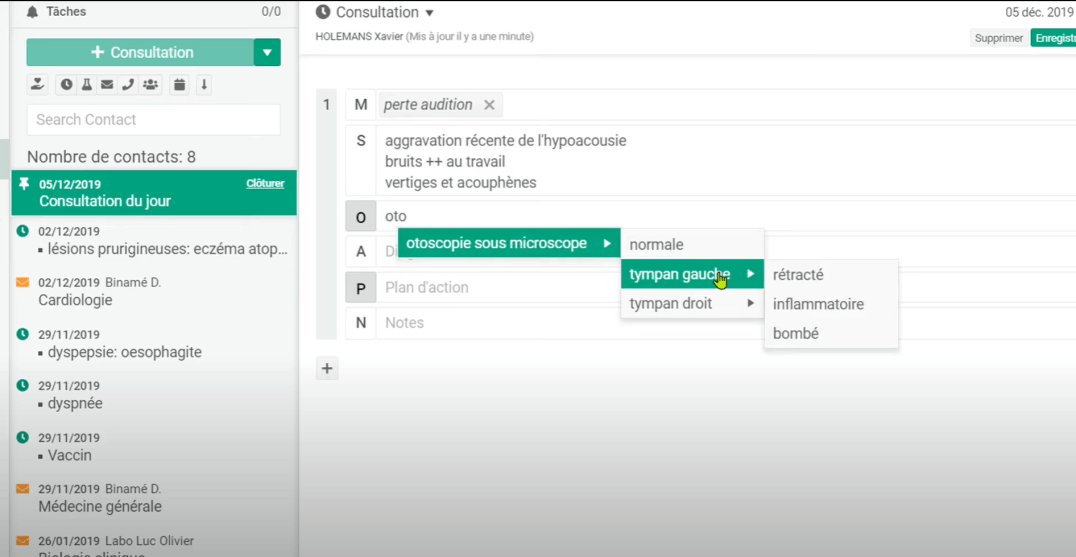 Tâches 0/0
+ Consultation
Search Contact
Nombre de contacts: 8
05/12/2019 Clôturer
Consultation du jour
02/12/2019
▪ lésions prurigineuses: eczéma atop...
02/12/2019 Binamé D.
Cardiologie
29/11/2019
▪ dyspepsie: oesophagite
29/11/2019
▪ dyspnée
29/11/2019
▪ Vaccin
29/11/2019 Binamé D.
Médecine générale
26/01/2019 Labo Luc Olivier
Biologie clinique
Consultation ▾ 05 déc. 2019
HOLEMANS Xavier (Mis à jour il y a une minute)
Supprimer Enregistr
1 M perte audition ×
S aggravation récente de l'hypoacousie
bruits ++ au travail
vertiges et acouphènes
O oto
otoscopie sous microscope normale
A Di
tympan gauche rétracté
P Plan d'action
tympan droit inflammatoire
N Notes
bombé
+